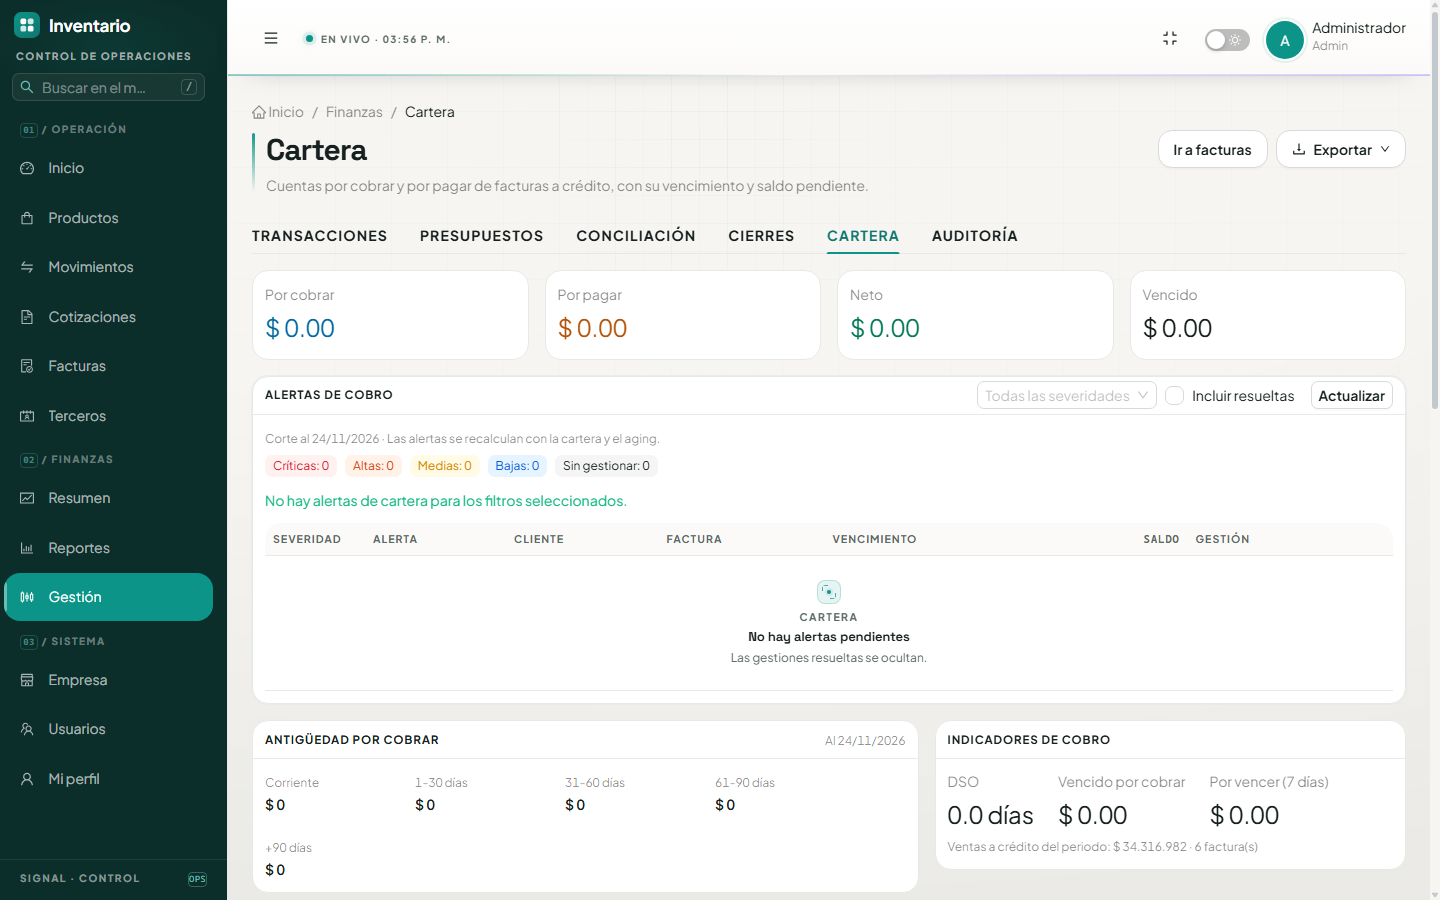 Inventario
CONTROL DE OPERACIONES
Buscar en el m... /
01 / OPERACIÓN
Inicio
Productos
Movimientos
Cotizaciones
Facturas
Terceros
02 / FINANZAS
Resumen
Reportes
Gestión
03 / SISTEMA
Empresa
Usuarios
Mi perfil
SIGNAL · CONTROL OPS
EN VIVO · 03:56 P. M.
A
Administrador
Admin
Inicio / Finanzas / Cartera
Cartera
Cuentas por cobrar y por pagar de facturas a crédito, con su vencimiento y saldo pendiente.
Ir a facturas
Exportar
TRANSACCIONES PRESUPUESTOS CONCILIACIÓN CIERRES CARTERA AUDITORÍA
Por cobrar
$ 0.00
Por pagar
$ 0.00
Neto
$ 0.00
Vencido
$ 0.00
ALERTAS DE COBRO
Todas las severidades
Incluir resueltas
Actualizar
Corte al 24/11/2026 · Las alertas se recalculan con la cartera y el aging.
Críticas: 0 Altas: 0 Medias: 0 Bajas: 0 Sin gestionar: 0
No hay alertas de cartera para los filtros seleccionados.
SEVERIDAD ALERTA CLIENTE FACTURA VENCIMIENTO SALDO GESTIÓN
CARTERA
No hay alertas pendientes
Las gestiones resueltas se ocultan.
ANTIGÜEDAD POR COBRAR
Al 24/11/2026
Corriente
$ 0
1-30 días
$ 0
31-60 días
$ 0
61-90 días
$ 0
+90 días
$ 0
INDICADORES DE COBRO
DSO
0.0 días
Vencido por cobrar
$ 0.00
Por vencer (7 días)
$ 0.00
Ventas a crédito del periodo: $ 34.316.982 · 6 factura(s)